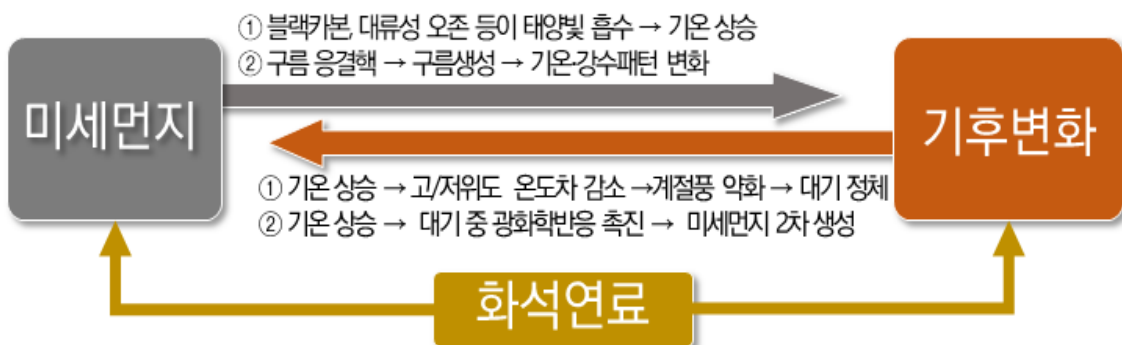 ① 블랙카본, 대류성 오존 등이 태양빛 흡수 → 기온 상승
② 구름 응결핵 → 구름생성 → 기온·강수패턴 변화
미세먼지
기후변화
① 기온 상승 → 고/저위도 온도차 감소 →계절풍 약화 → 대기 정체
② 기온 상승 → 대기 중 광화학반응 촉진 → 미세먼지 2차 생성
화석연료